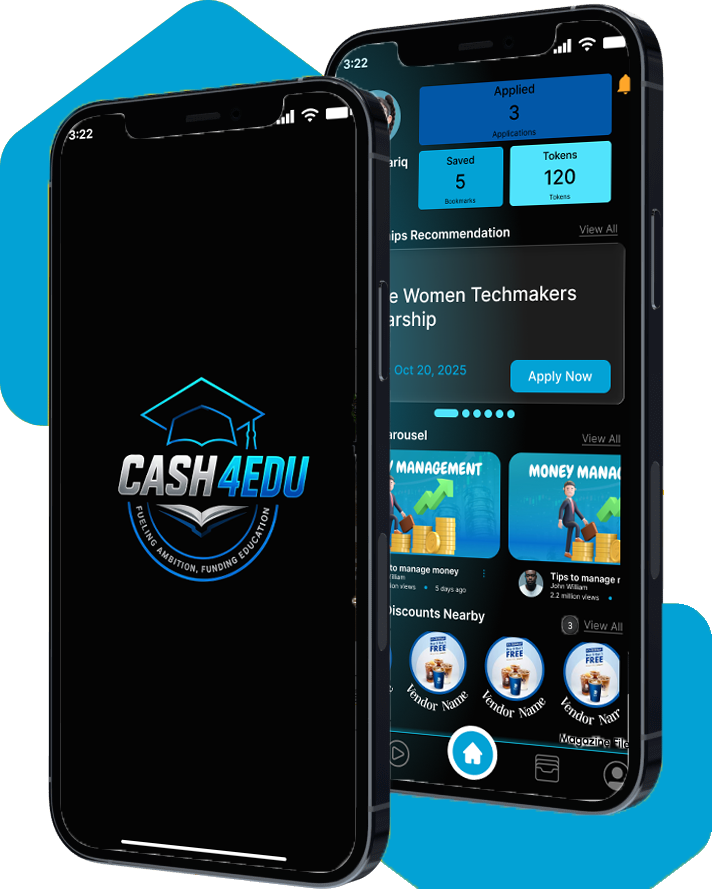 3:22
CASH4EDU
FUELING AMBITION, FUNDING EDUCATION
3:22
Applied
3
Applications
ariq
Saved
5
Bookmarks
Tokens
120
Tokens
ips Recommendation
View All
e Women Techmakers
arship
Oct 20, 2025
Apply Now
arousel
View All
Y MANAGEMENT
MONEY MANAG
to manage money
illiam
ion views • 5 days ago
Tips to manage r
John William
2.2 million views •
Discounts Nearby
3
View All
FREE
Vendor Name
FREE
Vendor Name
FREE
Vendor Nam
Magazine File